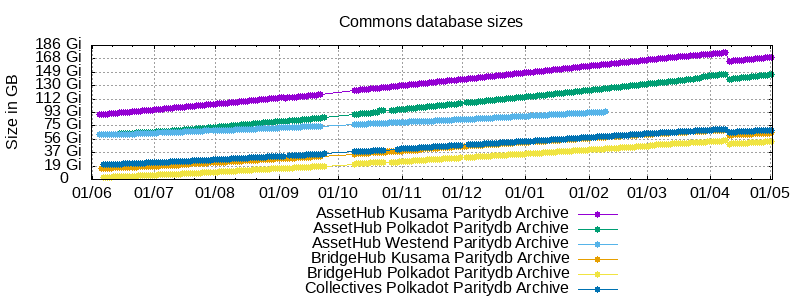 Commons database sizes
Size in GB
186 Gi
168 Gi
149 Gi
130 Gi
112 Gi
93 Gi
75 Gi
56 Gi
37 Gi
19 Gi
0
01/06 01/07 01/08 01/09 01/10 01/11 01/12 01/01 01/02 01/03 01/04 01/05
AssetHub Kusama Paritydb Archive
AssetHub Polkadot Paritydb Archive
AssetHub Westend Paritydb Archive
BridgeHub Kusama Paritydb Archive
BridgeHub Polkadot Paritydb Archive
Collectives Polkadot Paritydb Archive